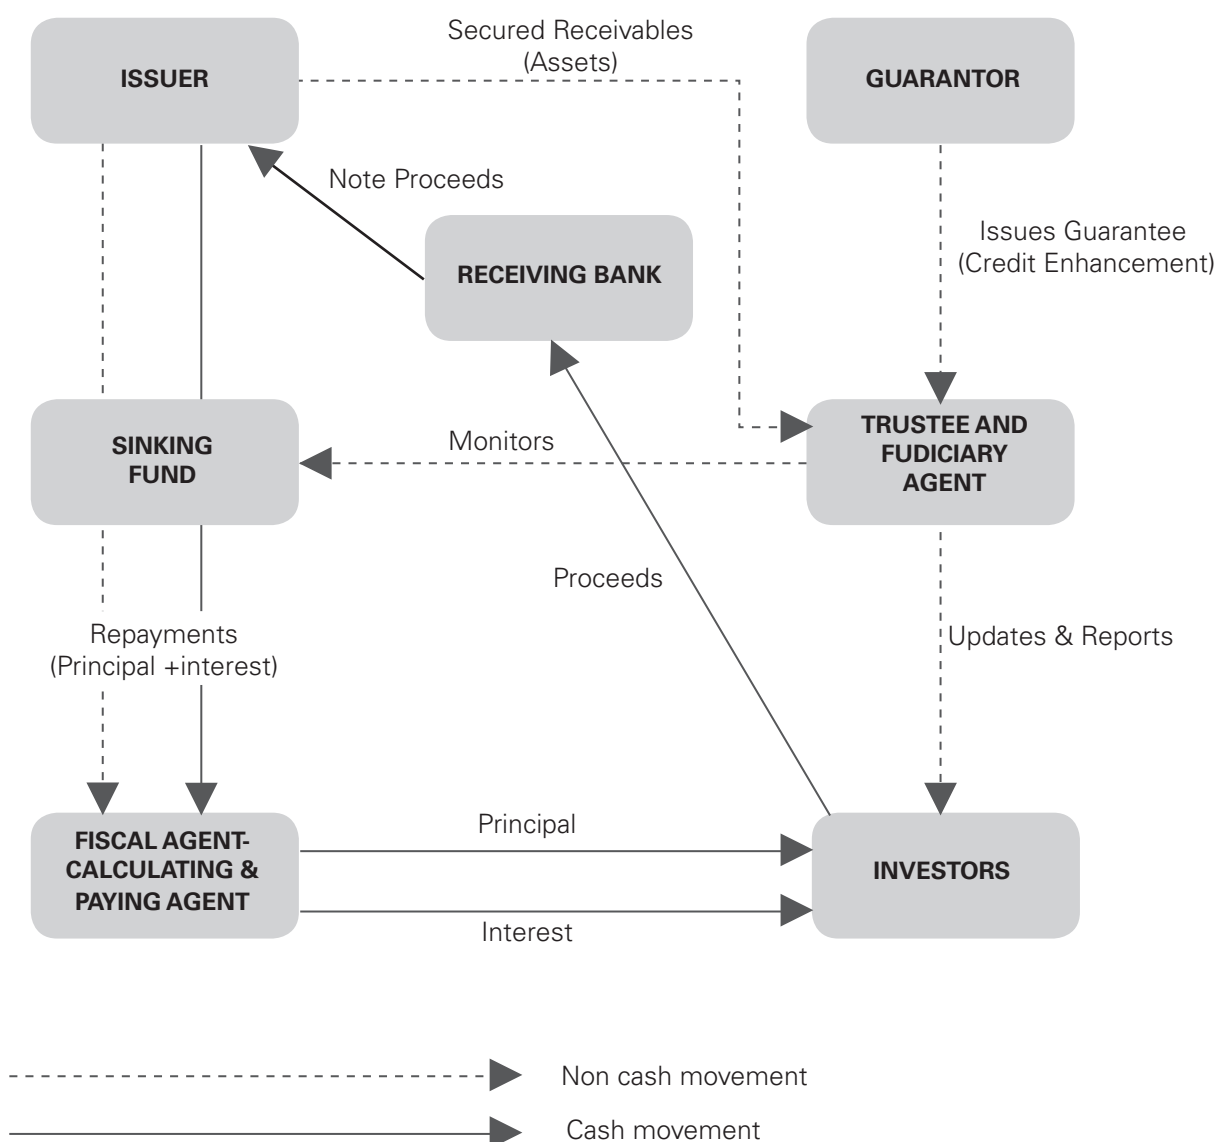 Secured Receivables
(Assets)
ISSUER
GUARANTOR
Note Proceeds
Issues Guarantee
(Credit Enhancement)
RECEIVING BANK
SINKING
FUND
Monitors
TRUSTEE AND
FUDICIARY
AGENT
Proceeds
Repayments
(Principal +interest)
Updates & Reports
FISCAL AGENT-
CALCULATING &
PAYING AGENT
Principal
Interest
INVESTORS
Non cash movement
Cash movement